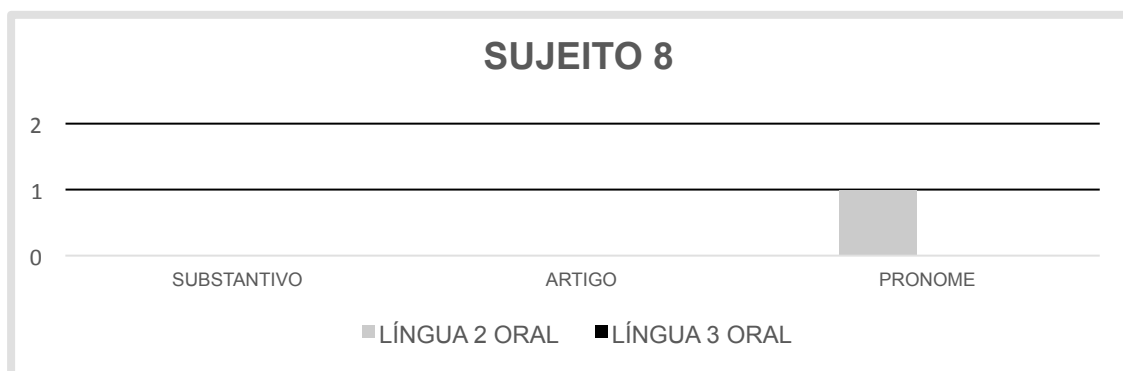 SUJEITO 8
2
1
0
SUBSTANTIVO ARTIGO PRONOME
LÍNGUA 2 ORAL LÍNGUA 3 ORAL